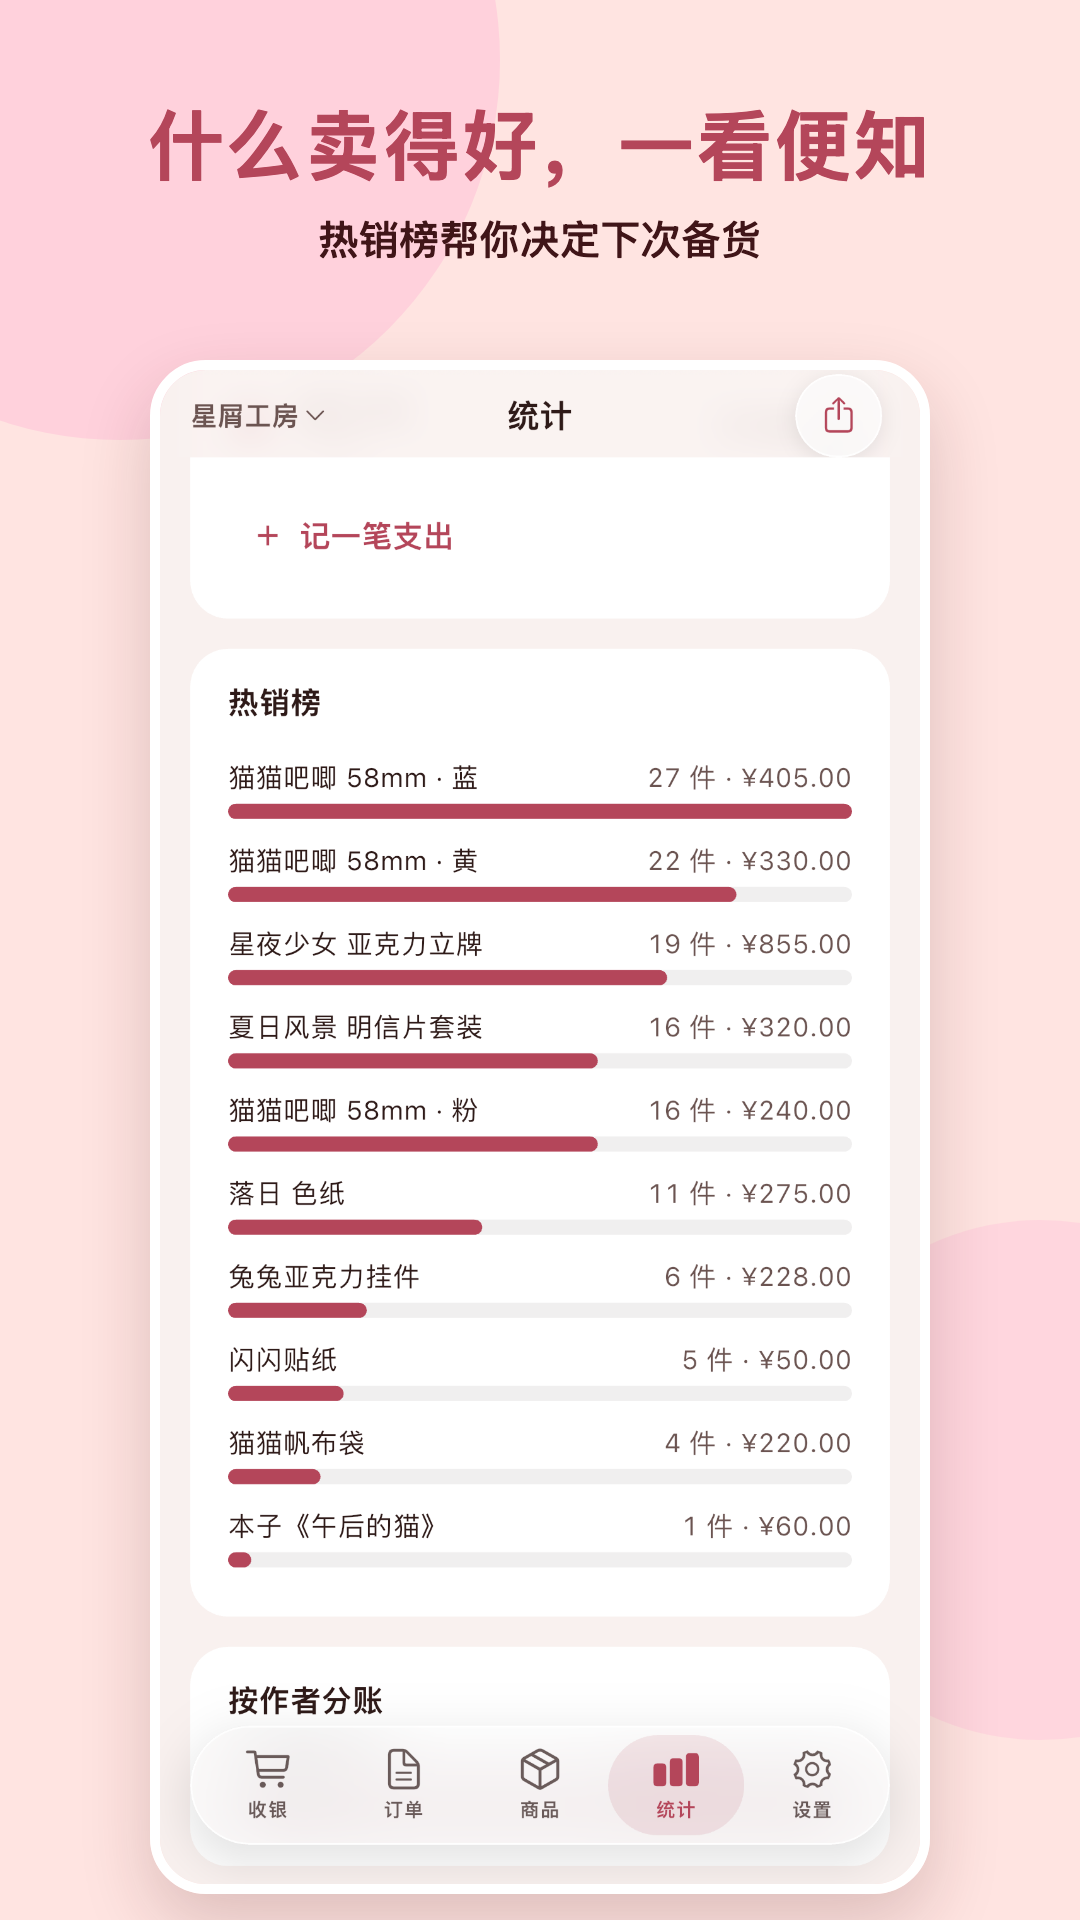 什么卖得好，一看便知
热销榜帮你决定下次备货
星屑工房
统计
+ 记一笔支出
热销榜
猫猫吧唧 58mm · 蓝 27 件 · ¥405.00
猫猫吧唧 58mm · 黄 22 件 · ¥330.00
星夜少女 亚克力立牌 19 件 · ¥855.00
夏日风景 明信片套装 16 件 · ¥320.00
猫猫吧唧 58mm · 粉 16 件 · ¥240.00
落日 色纸 11 件 · ¥275.00
兔兔亚克力挂件 6 件 · ¥228.00
闪闪贴纸 5 件 · ¥50.00
猫猫帆布袋 4 件 · ¥220.00
本子《午后的猫》 1 件 · ¥60.00
按作者分账
收银 订单 商品 统计 设置